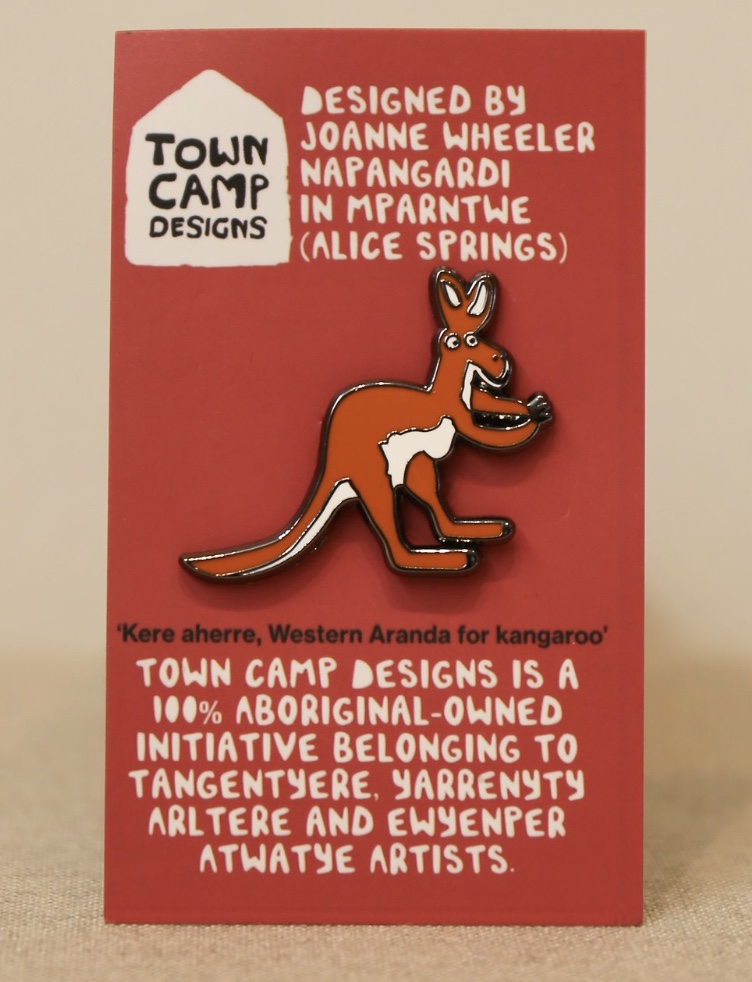 TOWN
CAMP
DESIGNS
DESIGNED BY
JOANNE WHEELER
NAPANGARDI
IN MPARNTWE
(ALICE SPRINGS)
‘Kere aherre, Western Aranda for kangaroo’
TOWN CAMP DESIGNS IS A
100% ABORIGINAL-OWNED
INITIATIVE BELONGING TO
TANGENTYERE, YARRENYTY
ARLTERE AND EWYENPER
ATWATYE ARTISTS.